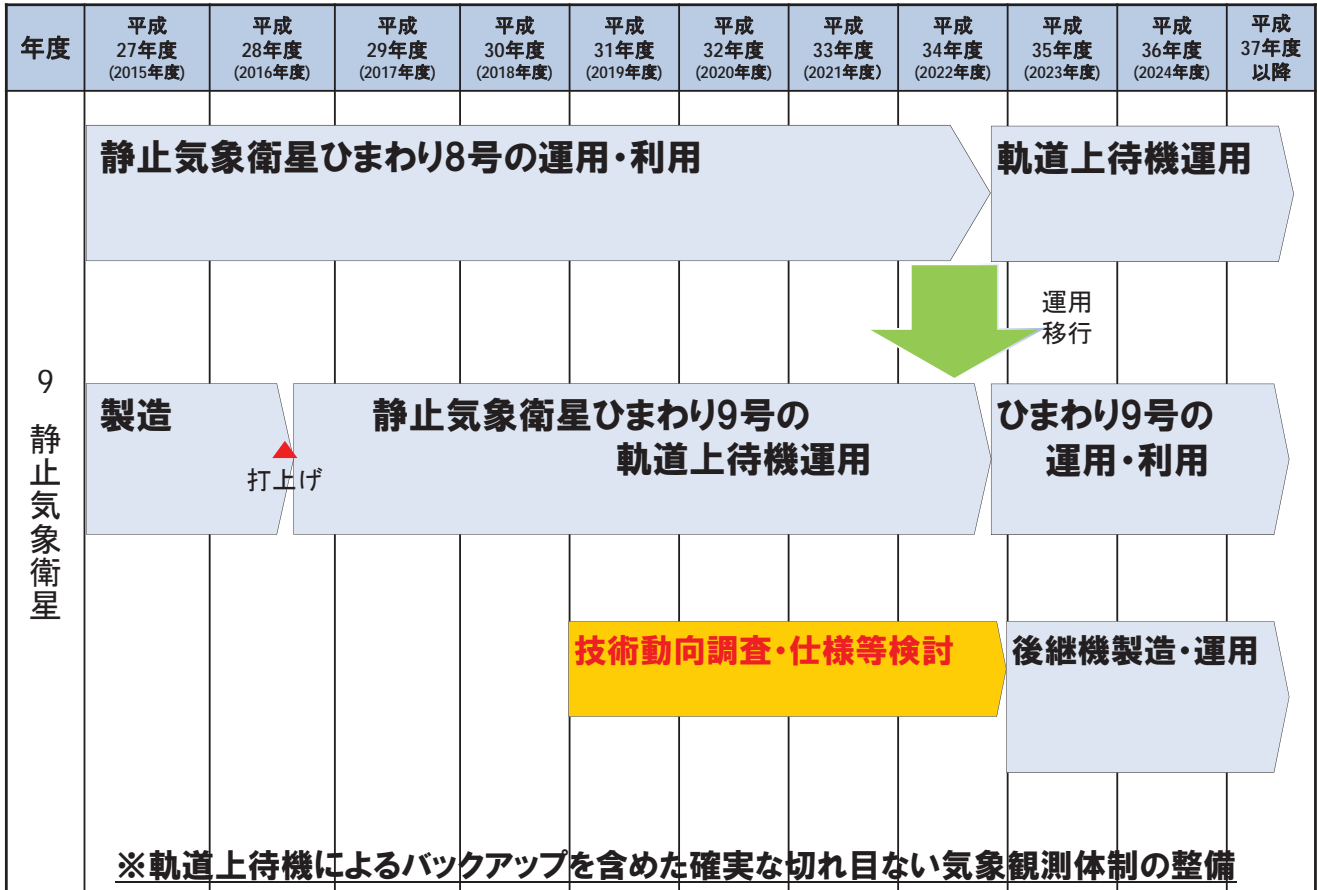 年度
平成
27年度
(2015年度)
平成
28年度
(2016年度)
平成
29年度
(2017年度)
平成
30年度
(2018年度)
平成
31年度
(2019年度)
平成
32年度
(2020年度)
平成
33年度
(2021年度)
平成
34年度
(2022年度)
平成
35年度
(2023年度)
平成
36年度
(2024年度)
平成
37年度
以降
9 静止気象衛星
静止気象衛星ひまわり8号の運用・利用
軌道上待機運用
運用
移行
製造
打上げ
静止気象衛星ひまわり9号の
軌道上待機運用
ひまわり9号の
運用・利用
技術動向調査・仕様等検討
後継機製造・運用
※軌道上待機によるバックアップを含めた確実な切れ目ない気象観測体制の整備